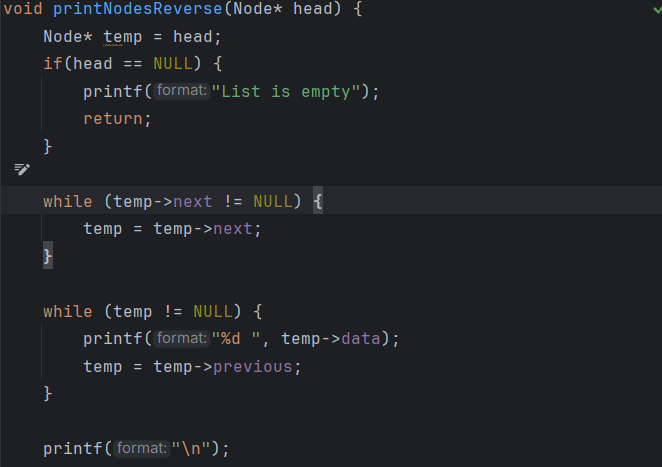 void printNodesReverse(Node* head) {
    Node* temp = head;
    if(head == NULL) {
        printf(format:"List is empty");
        return;
    }

    while (temp->next != NULL) {
        temp = temp->next;
    }

    while (temp != NULL) {
        printf(format:"%d ", temp->data);
        temp = temp->previous;
    }

    printf(format:"\n");